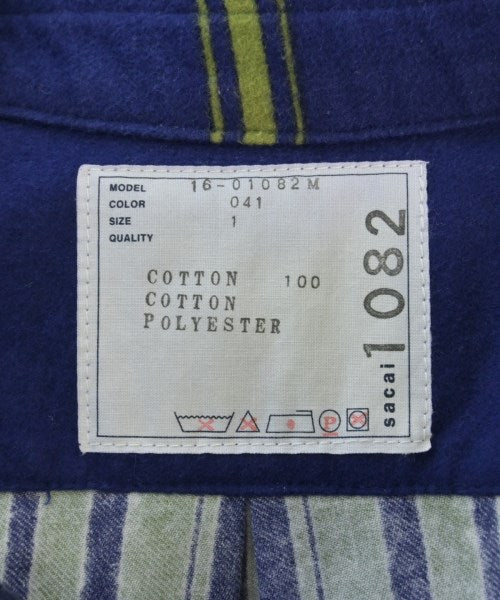 MODEL 16-01082M
COLOR 041
SIZE 1
QUALITY
COTTON 100
COTTON
POLYESTER
P
sacai 1082